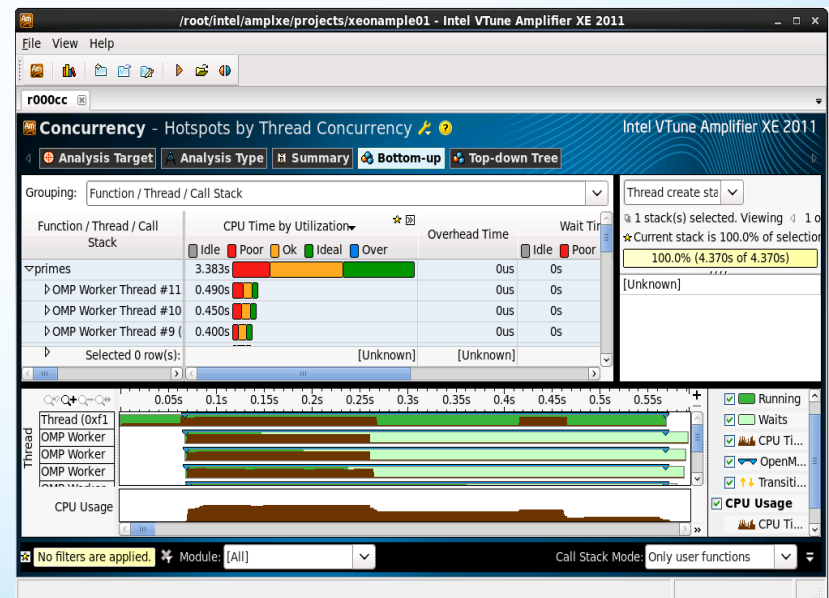 /root/intel/amplxe/projects/xeonample01 - Intel VTune Amplifier XE 2011
File View Help
r000cc
Concurrency - Hotspots by Thread Concurrency
Intel VTune Amplifier XE 2011
Analysis Target Analysis Type Summary Bottom-up Top-down Tree
Grouping: Function / Thread / Call Stack
Thread create sta
1 stack(s) selected. Viewing 1 o
Current stack is 100.0% of selection
100.0% (4.370s of 4.370s)
[Unknown]
Function / Thread / Call Stack
CPU Time by Utilization
Idle Poor Ok Ideal Over
Overhead Time
Wait Tim
Idle Poor
primes 3.383s 0us 0s
OMP Worker Thread #11 0.490s 0us 0s
OMP Worker Thread #10 0.450s 0us 0s
OMP Worker Thread #9 ( 0.400s 0us 0s
Selected 0 row(s): [Unknown] [Unknown]
0.05s 0.1s 0.15s 0.2s 0.25s 0.3s 0.35s 0.4s 0.45s 0.5s 0.55s
Thread
Thread (0xf1
OMP Worker
OMP Worker
OMP Worker
CPU Usage
Running
Waits
CPU Ti...
OpenM...
Transiti...
CPU Usage
CPU Ti...
No filters are applied. Module: [All] Call Stack Mode: Only user functions